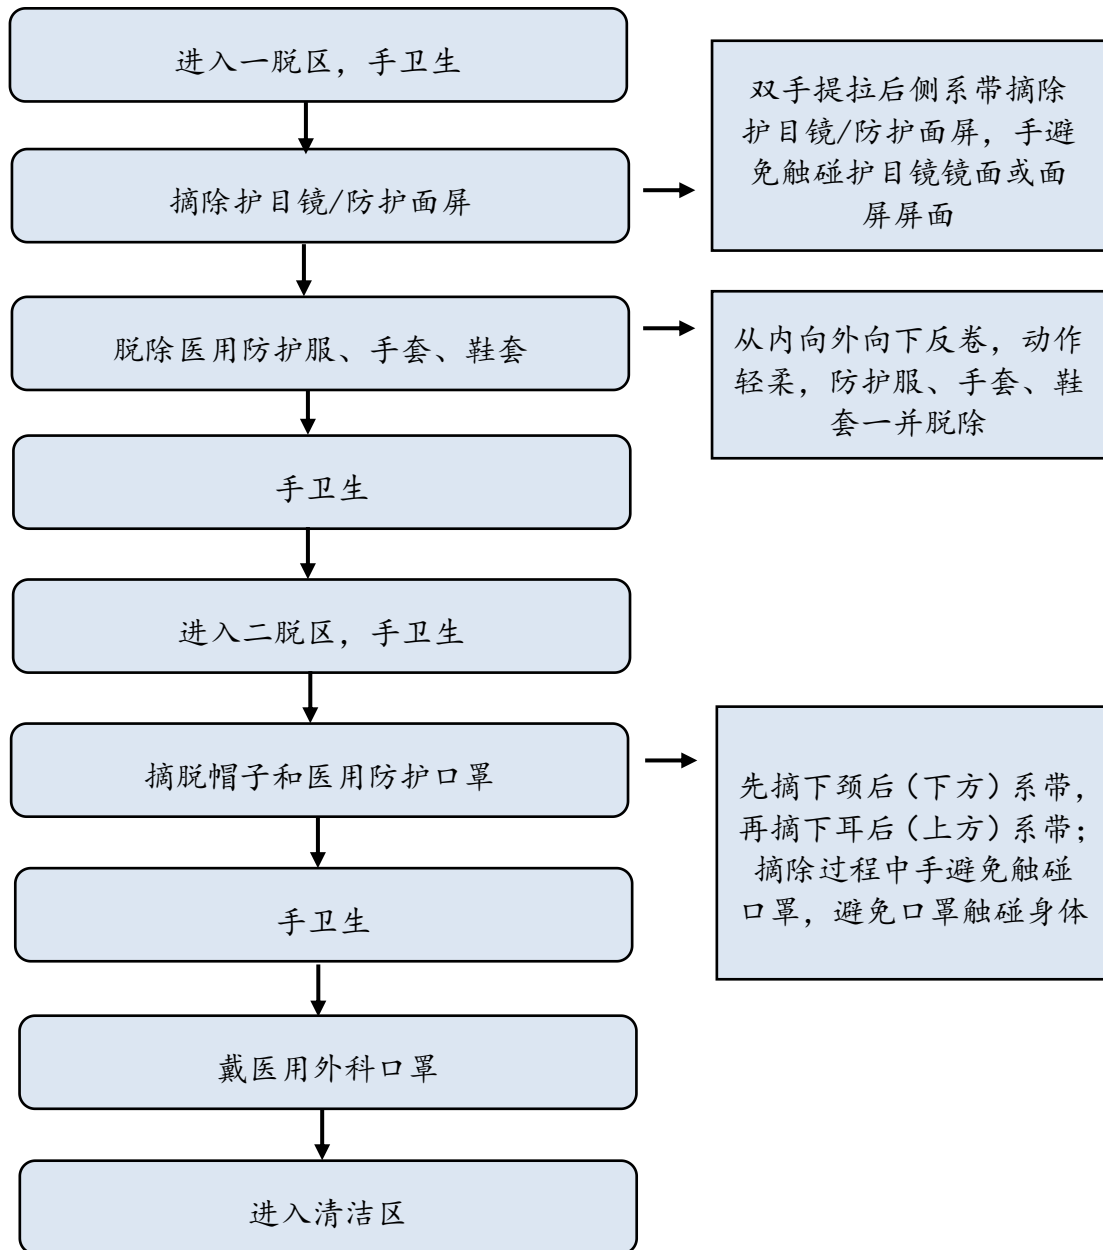 进入一脱区，手卫生
双手提拉后侧系带摘除
护目镜/防护面屏，手避
免触碰护目镜镜面或面
屏屏面
摘除护目镜/防护面屏
脱除医用防护服、手套、鞋套
从内向外向下反卷，动作
轻柔，防护服、手套、鞋
套一并脱除
手卫生
进入二脱区，手卫生
摘脱帽子和医用防护口罩
先摘下颈后（下方）系带，
再摘下耳后（上方）系带；
摘除过程中手避免触碰
口罩，避免口罩触碰身体
手卫生
戴医用外科口罩
进入清洁区